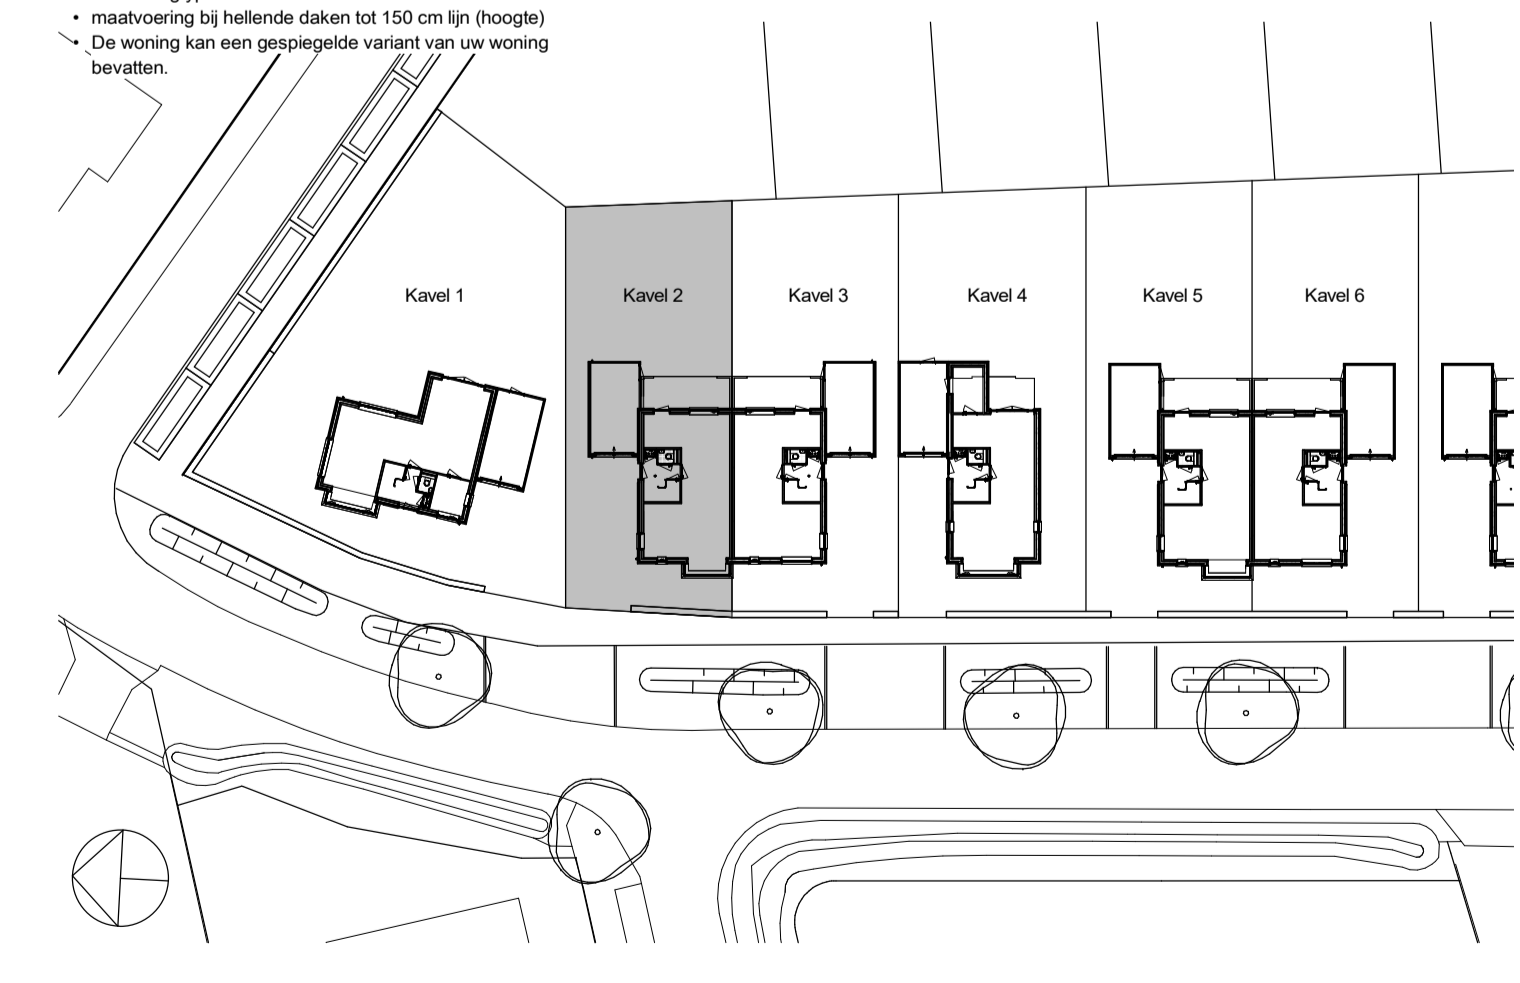 • maatvoering bij hellende daken tot 150 cm lijn (hoogte)
• De woning kan een gespiegelde variant van uw woning
bevatten.
Kavel 1
Kavel 2
Kavel 3
Kavel 4
Kavel 5
Kavel 6